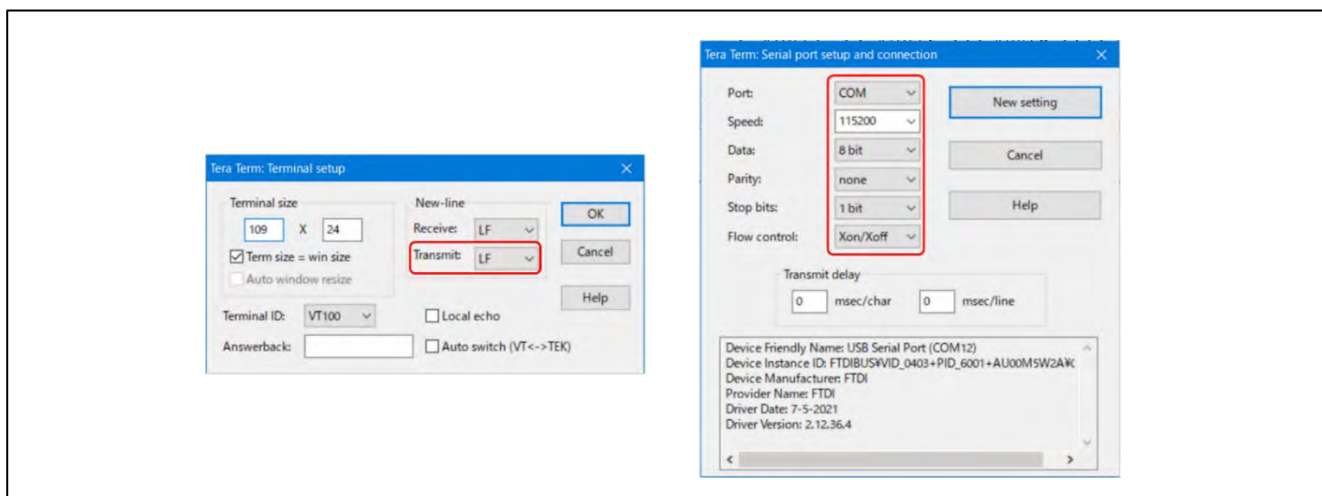 Tera Term: Terminal setup
Terminal size
109 X 24
Term size = win size
Auto window resize
New-line
Receive: LF
Transmit: LF
OK
Cancel
Help
Terminal ID: VT100
Local echo
Answerback:
Auto switch (VT<->TEK)
Tera Term: Serial port setup and connection
Port: COM
Speed: 115200
Data: 8 bit
Parity: none
Stop bits: 1 bit
Flow control: Xon/Xoff
New setting
Cancel
Help
Transmit delay
0 msec/char 0 msec/line
Device Friendly Name: USB Serial Port (COM12)
Device Instance ID: FTDIBUS¥VID_0403+PID_6001+AU00M5W2A¥
Device Manufacturer: FTDI
Provider Name: FTDI
Driver Date: 7-5-2021
Driver Version: 2.12.36.4